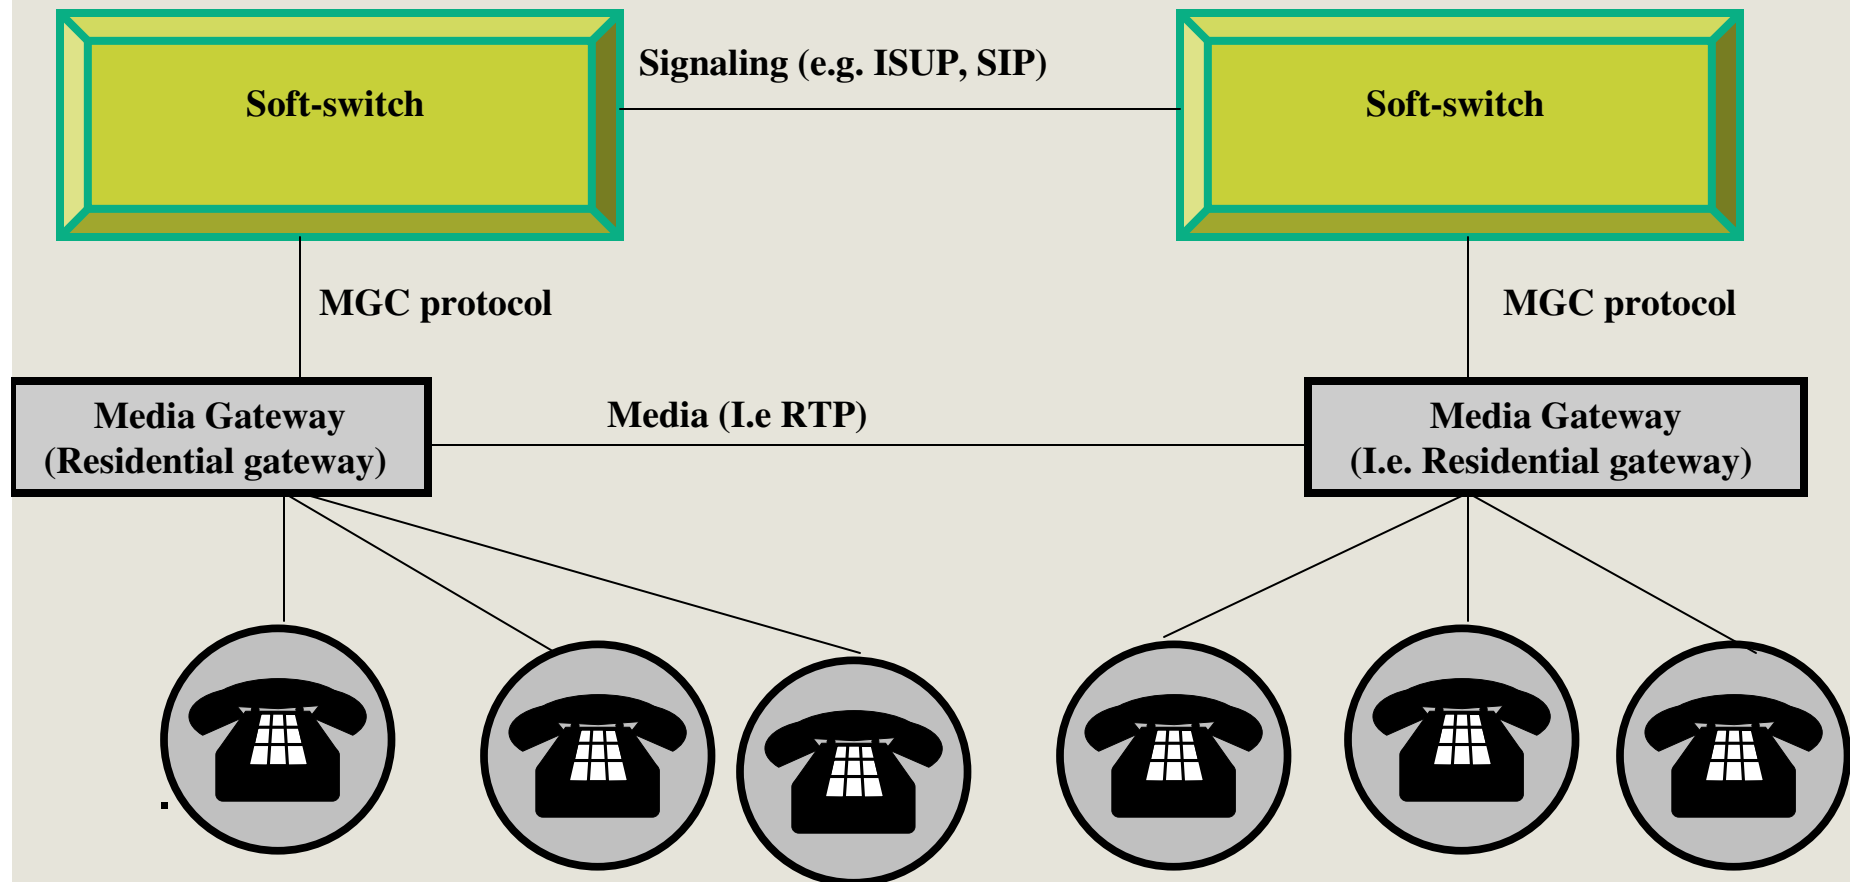 Signaling (e.g. ISUP, SIP)
Soft-switch
Soft-switch
MGC protocol
MGC protocol
Media Gateway
(Residential gateway)
Media (I.e RTP)
Media Gateway
(I.e. Residential gateway)